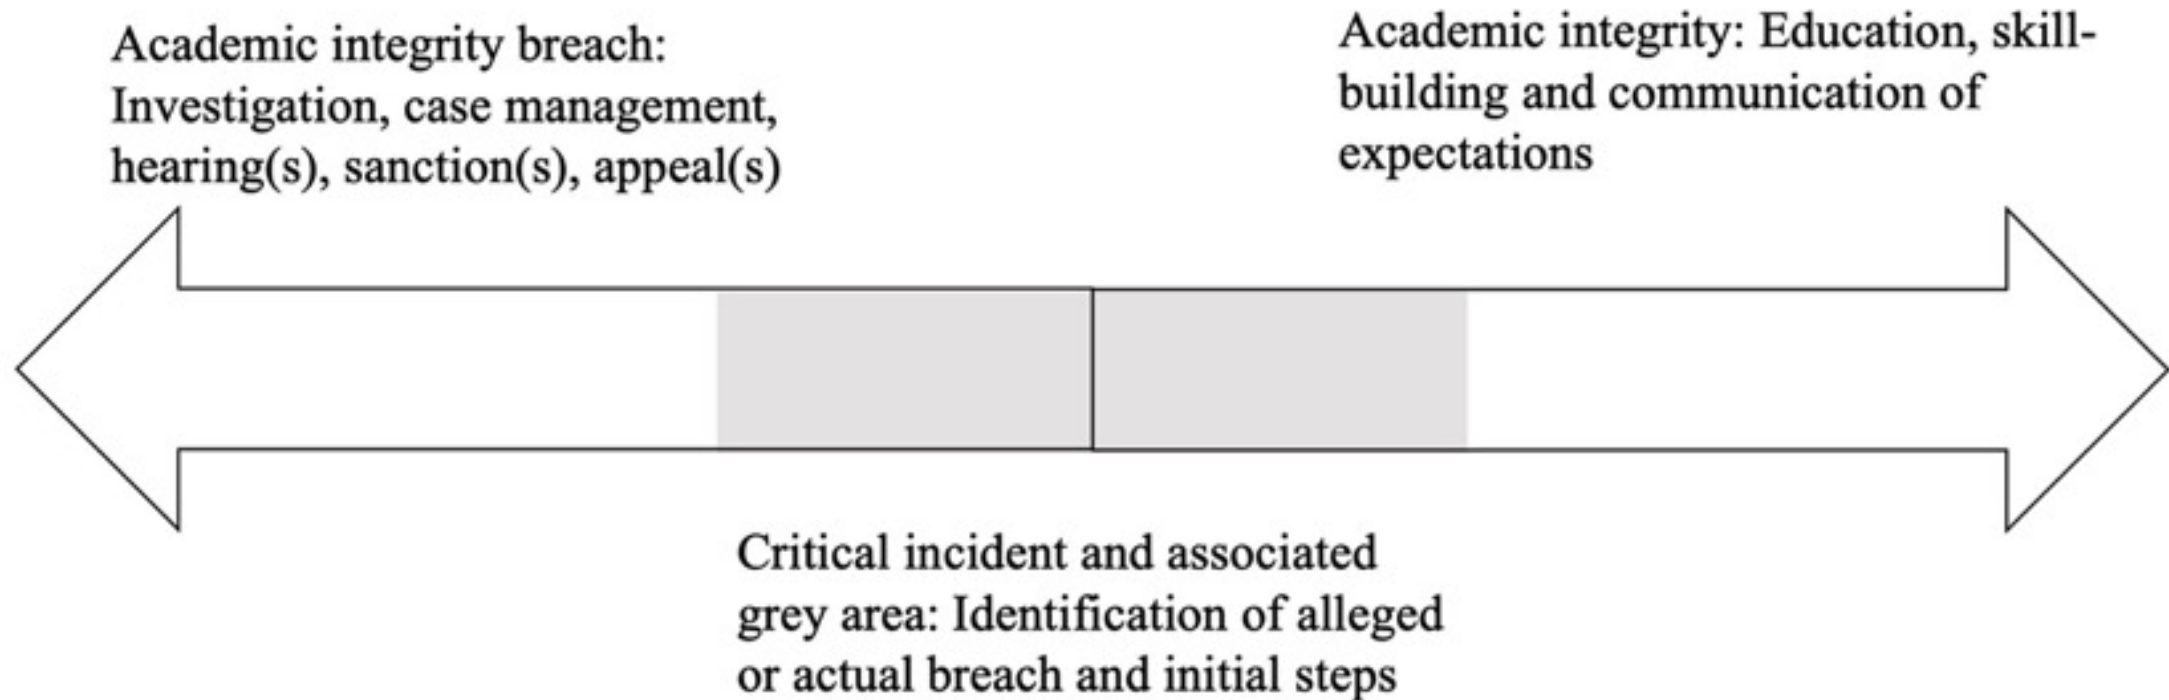 Academic integrity breach:
Investigation, case management,
hearing(s), sanction(s), appeal(s)
Academic integrity: Education, skill-
building and communication of
expectations
Critical incident and associated
grey area: Identification of alleged
or actual breach and initial steps